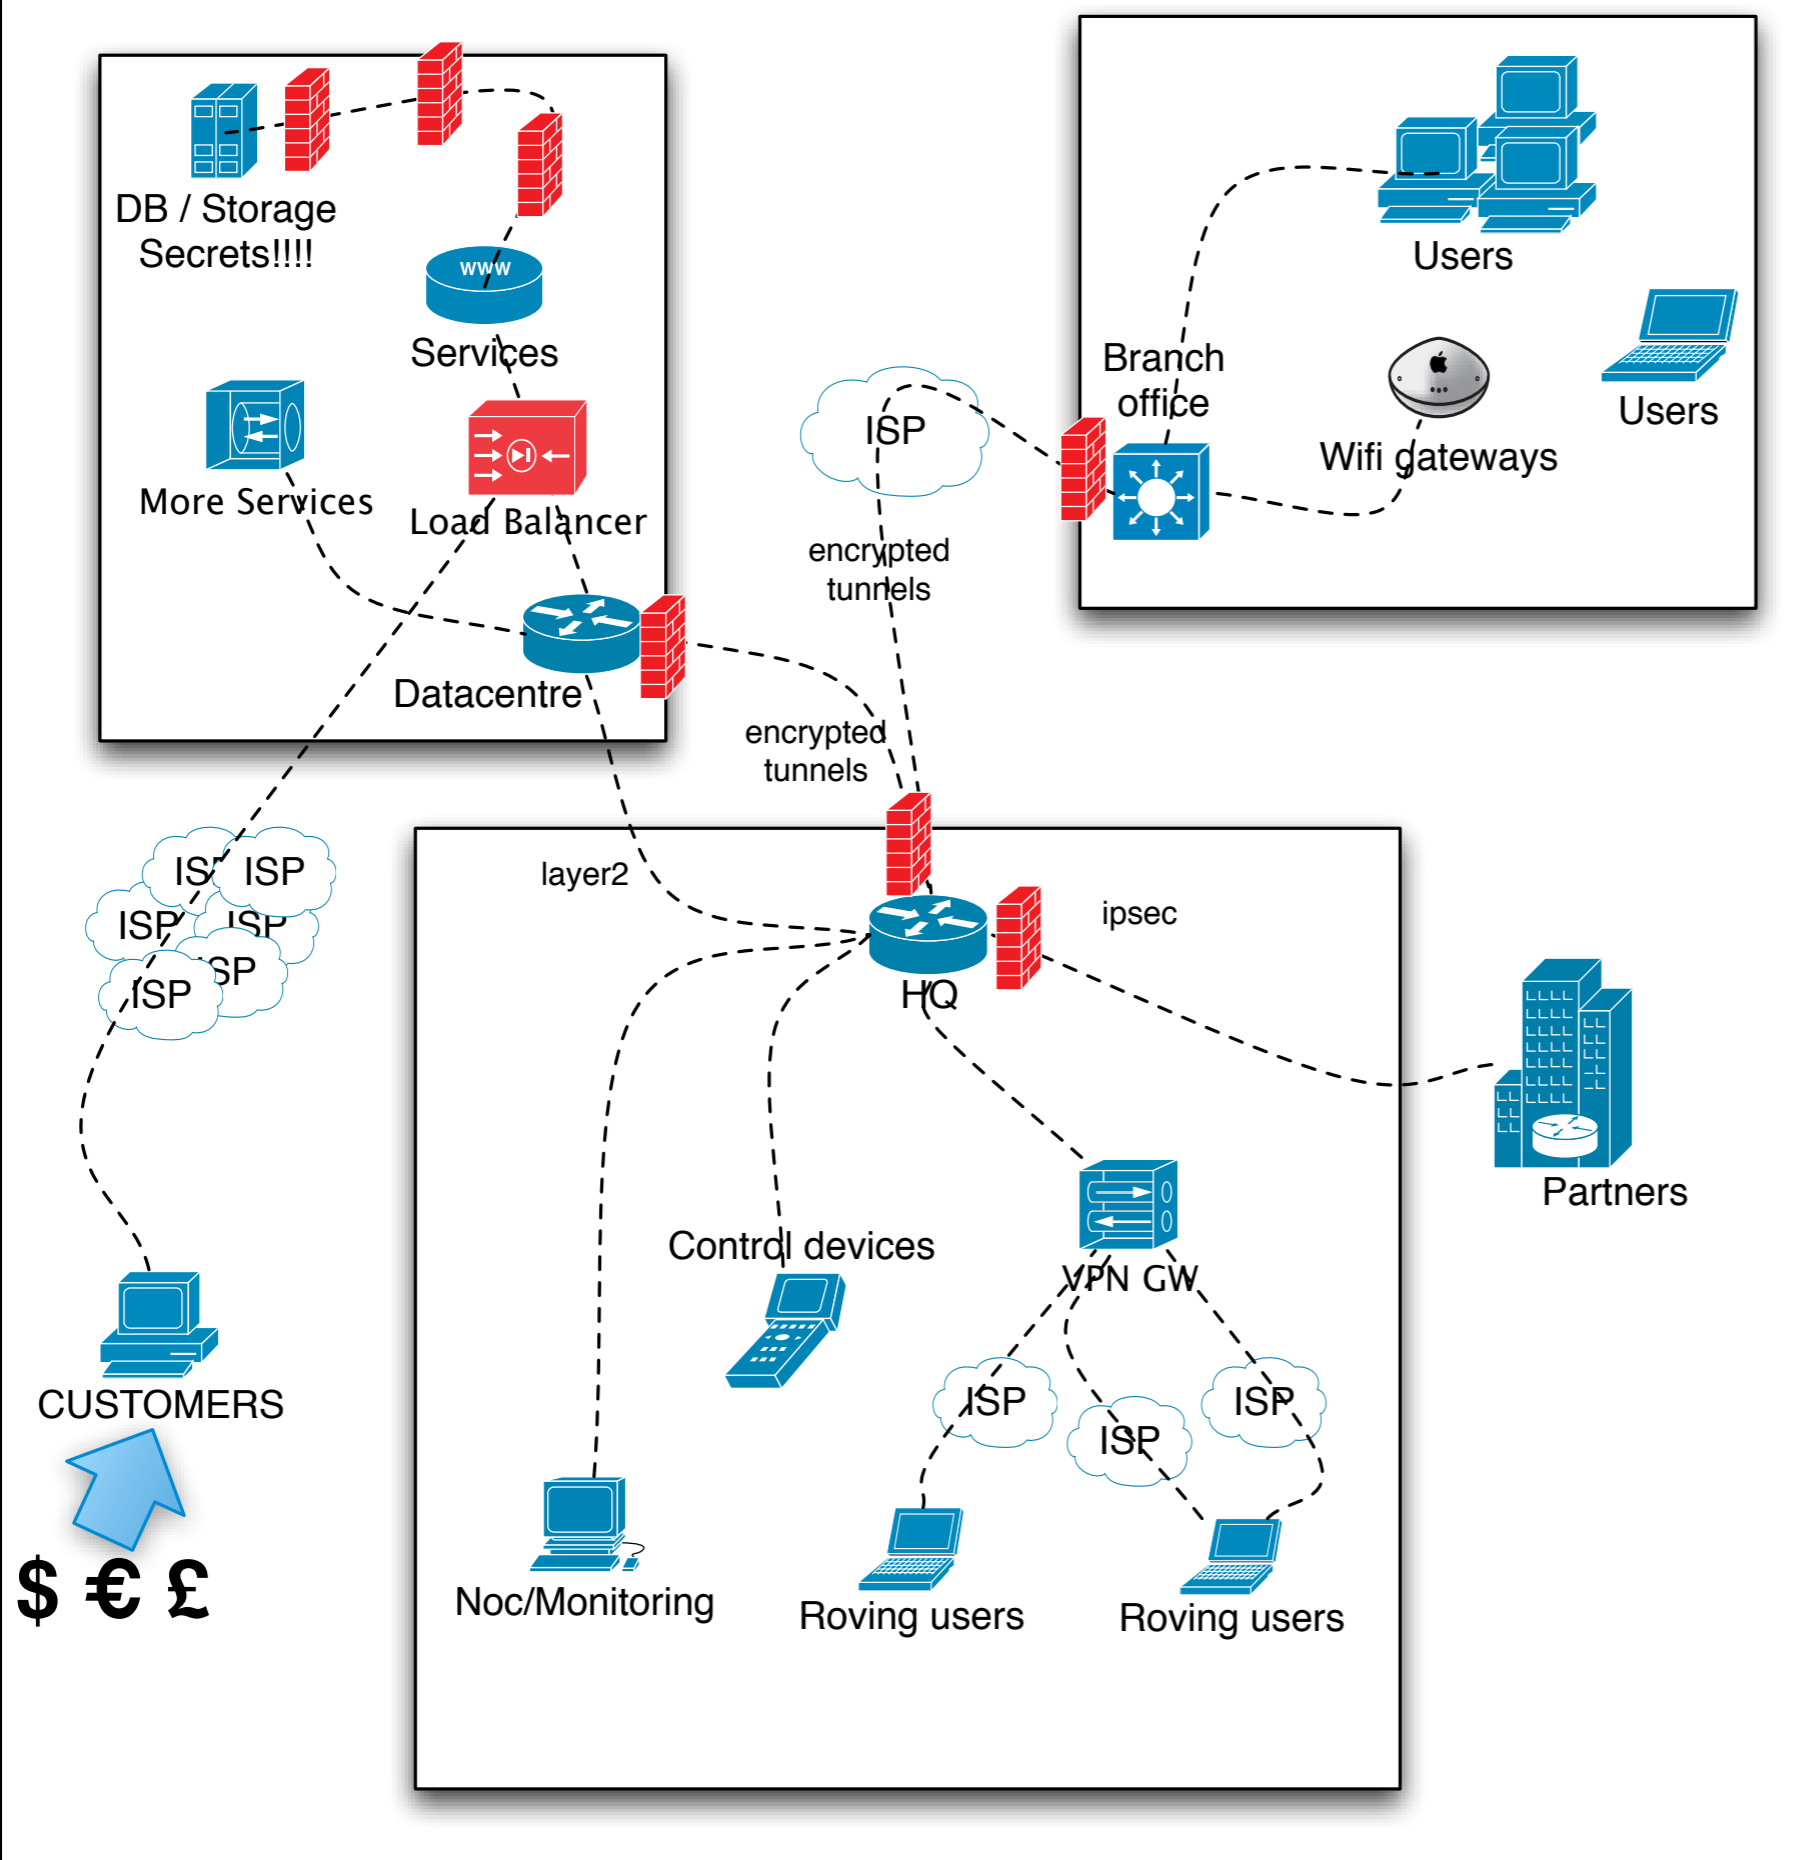 DB / Storage
Secrets!!!!
www
Services
More Services
Load Balancer
Datacentre
Users
Branch
office
Users
Wifi gateways
ISP
encrypted
tunnels
encrypted
tunnels
layer2
HQ
ipsec
Partners
ISP
ISP
ISP
ISP
ISP
ISP
CUSTOMERS
$ € £
Control devices
VPN GW
ISP
ISP
ISP
Noc/Monitoring
Roving users
Roving users